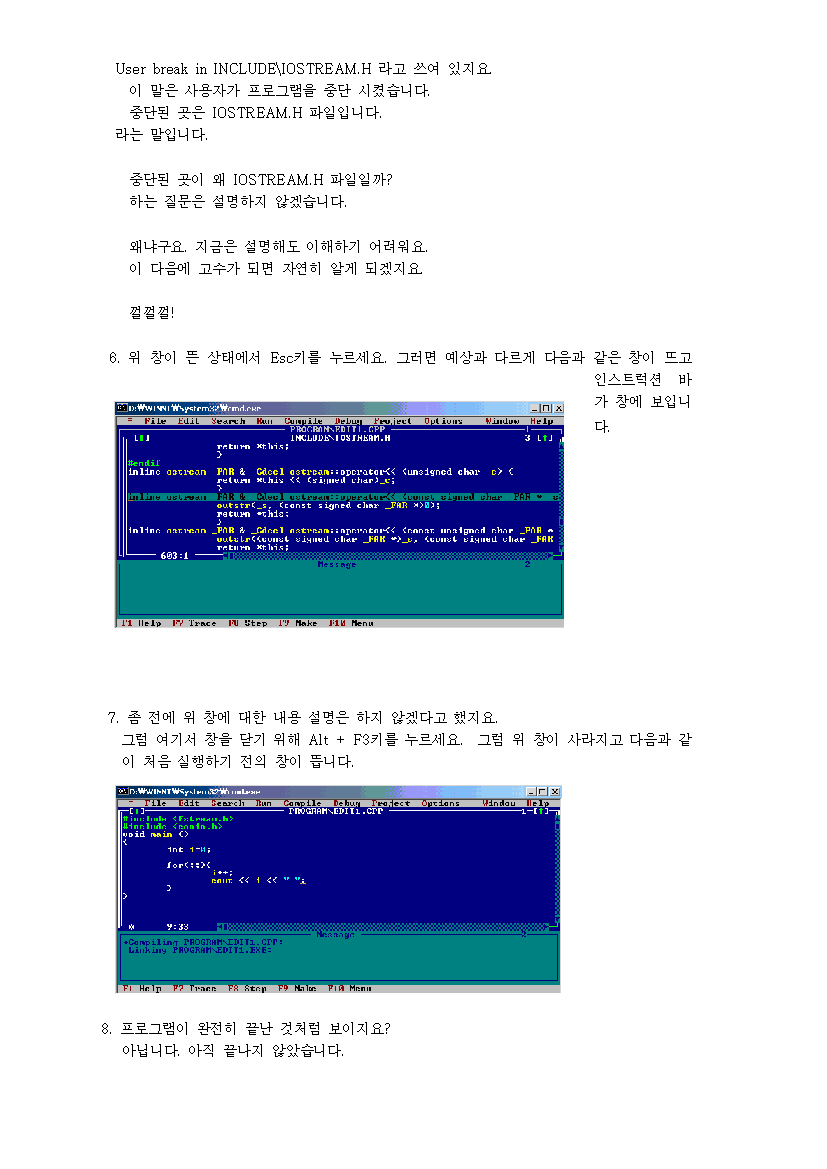 User break in INCLUDE\IOSTREAM.H 라고 쓰여 있지요.
이 말은 사용자가 프로그램을 중단 시켰습니다.
중단된 곳은 IOSTREAM.H 파일입니다.
라는 말입니다.
중단된 곳이 왜 IOSTREAM.H 파일일까?
하는 질문은 설명하지 않겠습니다.
왜냐구요. 지금은 설명해도 이해하기 어려워요.
이 다음에 고수가 되면 자연히 알게 되겠지요.
껄껄껄!
6. 위 창이 뜬 상태에서 Esc키를 누르세요. 그러면 예상과 다르게 다음과 같은 창이 뜨고
인스트럭션 바
가 창에 보입니
다.
D:\WINNT\System32\cmd.exe
≡ File Edit Search Run Compile Debug Project Options Window Help
PROGRAM\EDIT1.CPP 1
[■] INCLUDE\IOSTREAM.H 3 [↑]
return *this;
}
#endif
inline ostream _FAR & _Cdecl ostream::operator<< (unsigned char _c) {
return *this << (signed char)_c;
}
inline ostream _FAR & _Cdecl ostream::operator<< (const signed char _FAR * _s
outstr(_s, (const signed char _FAR *)0);
return *this;
}
inline ostream _FAR & _Cdecl ostream::operator<< (const unsigned char _FAR *
outstr((const signed char _FAR *)_s, (const signed char _FAR
return *this;
603:1
Message 2
F1 Help F7 Trace F8 Step F9 Make F10 Menu
7. 좀 전에 위 창에 대한 내용 설명은 하지 않겠다고 했지요.
그럼 여기서 창을 닫기 위해 Alt + F3키를 누르세요. 그럼 위 창이 사라지고 다음과 같
이 처음 실행하기 전의 창이 뜹니다.
D:\WINNT\System32\cmd.exe
≡ File Edit Search Run Compile Debug Project Options Window Help
[■] PROGRAM\EDIT1.CPP 1 [↑]
#include <fstream.h>
#include <conio.h>
void main ()
{
int i=0;
for(;;){
i++;
cout << i << " ";
}
}
* 9:33
Message 2
•Compiling PROGRAM\EDIT1.CPP:
Linking PROGRAM\EDIT1.EXE:
F1 Help F7 Trace F8 Step F9 Make F10 Menu
8. 프로그램이 완전히 끝난 것처럼 보이지요?
아닙니다. 아직 끝나지 않았습니다.